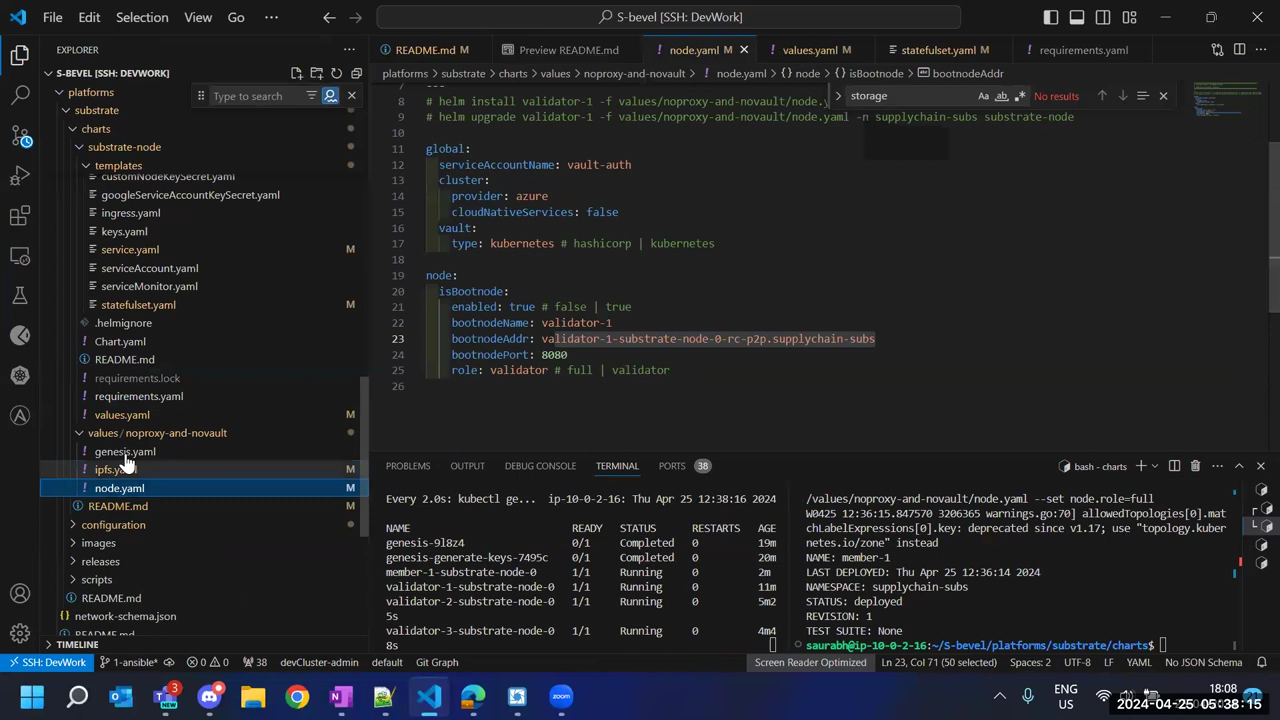 File Edit Selection View Go ··· S-bevel [SSH: DevWork]
EXPLORER
S-BEVEL [SSH: DEVWORK]
Type to search
platforms
substrate
charts
substrate-node
templates
customNodeKeySecret.yaml
googleServiceAccountKeySecret.yaml
ingress.yaml
keys.yaml
service.yaml M
serviceAccount.yaml
serviceMonitor.yaml
statefulset.yaml M
.helmignore
Chart.yaml
README.md
requirements.lock
requirements.yaml
values.yaml M
values / noproxy-and-novault
genesis.yaml
M
node.yaml M
README.md M
configuration
images
releases
scripts
README.md
network-schema.json
README.md
TIMELINE
README.md M Preview README.md node.yaml M values.yaml M statefulset.yaml M requirements.yaml
platforms > substrate > charts > values > noproxy-and-novault > node.yaml > node > isBootnode > bootnodeAddr
storage Aa ab No results
8 # helm install validator-1 -f values/noproxy-and-novault/node.
9 # helm upgrade validator-1 -f values/noproxy-and-novault/node.yaml -n supplychain-subs substrate-node
10
11 global:
12 serviceAccountName: vault-auth
13 cluster:
14 provider: azure
15 cloudNativeServices: false
16 vault:
17 type: kubernetes # hashicorp | kubernetes
18
19 node:
20 isBootnode:
21 enabled: true # false | true
22 bootnodeName: validator-1
23 bootnodeAddr: validator-1-substrate-node-0-rc-p2p.supplychain-subs
24 bootnodePort: 8080
25 role: validator # full | validator
26
PROBLEMS OUTPUT DEBUG CONSOLE TERMINAL PORTS 38 bash - charts
Every 2.0s: kubectl ge... ip-10-0-2-16: Thu Apr 25 12:38:16 2024
NAME READY STATUS RESTARTS AGE
genesis-9l8z4 0/1 Completed 0 19m
genesis-generate-keys-7495c 0/1 Completed 0 20m
member-1-substrate-node-0 1/1 Running 0 2m
validator-1-substrate-node-0 1/1 Running 0 11m
validator-2-substrate-node-0 1/1 Running 0 5m2
5s
validator-3-substrate-node-0 1/1 Running 0 4m4
8s
/values/noproxy-and-novault/node.yaml --set node.role=full
W0425 12:36:15.847570 3206365 warnings.go:70] allowedTopologies[0].mat
chLabelExpressions[0].key: deprecated since v1.17; use "topology.kuber
netes.io/zone" instead
NAME: member-1
LAST DEPLOYED: Thu Apr 25 12:36:14 2024
NAMESPACE: supplychain-subs
STATUS: deployed
REVISION: 1
TEST SUITE: None
saurabh@ip-10-0-2-16:~/S-bevel/platforms/substrate/charts$
SSH: DevWork 1-ansible* 0 0 38 devCluster-admin default Git Graph Screen Reader Optimized Ln 23, Col 71 (50 selected) Spaces: 2 UTF-8 LF YAML No JSON Schema
3 ENG
US 18:08
2024-04-25 05:38:15